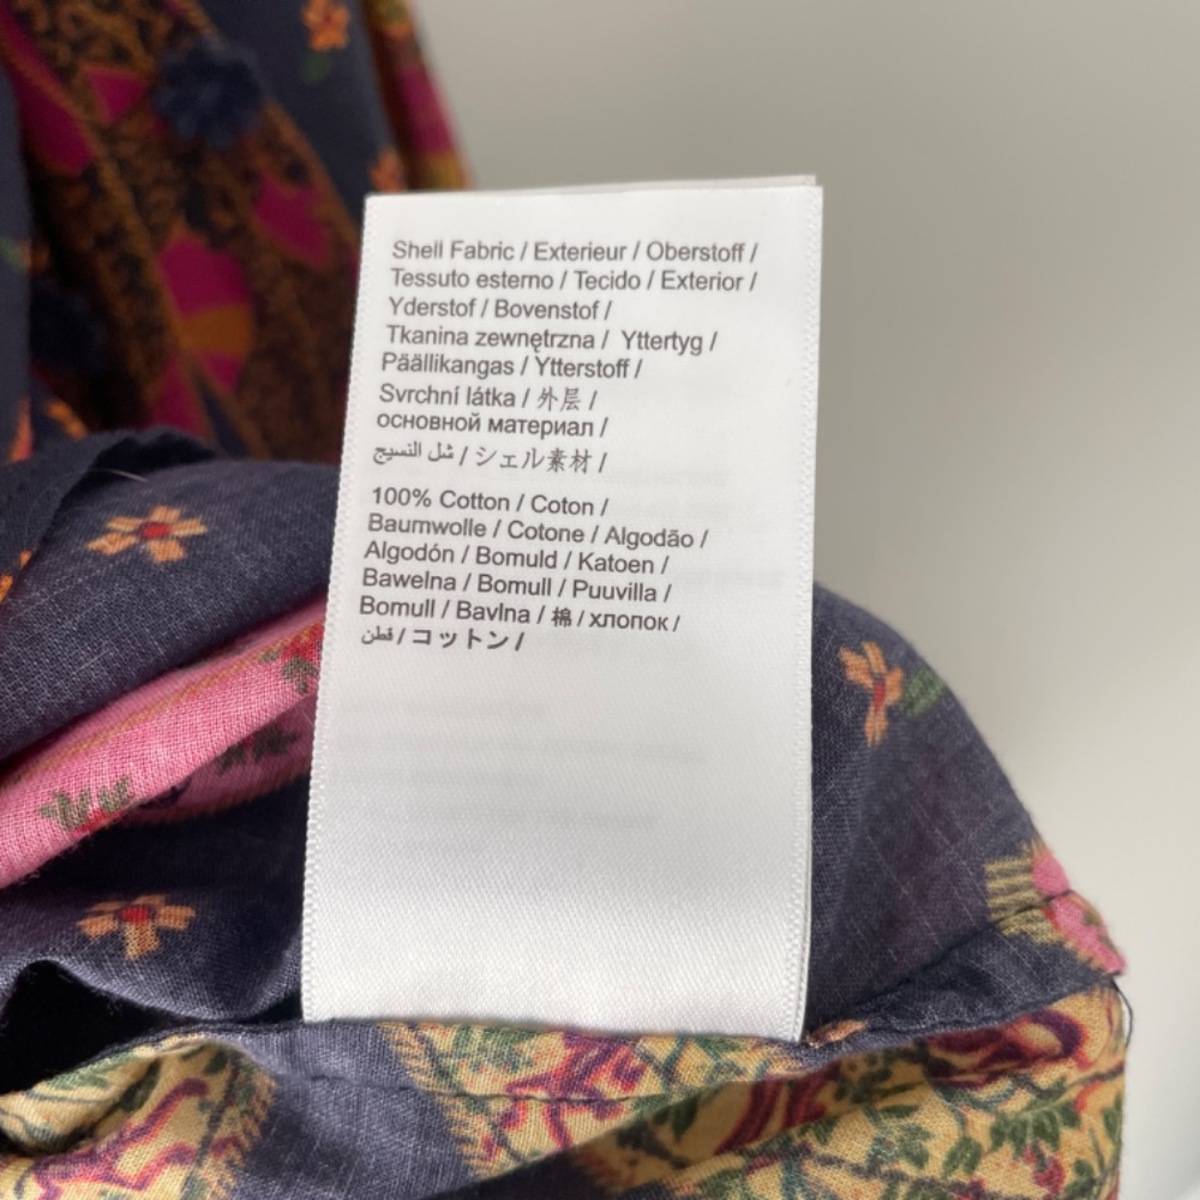 Shell Fabric / Exterieur / Oberstoff /
Tessuto esterno / Tecido / Exterior /
Yderstof / Bovenstof /
Tkanina zewnętrzna / Yttertyg /
Päällikangas / Ytterstoff /
Svrchní látka / 外层 /
основной материал /
شل النسيج / シェル素材 /
100% Cotton / Coton /
Baumwolle / Cotone / Algodão /
Algodón / Bomuld / Katoen /
Bawelna / Bomull / Puuvilla /
Bomull / Bavlna / 棉 / хлопок /
قطن / コットン /